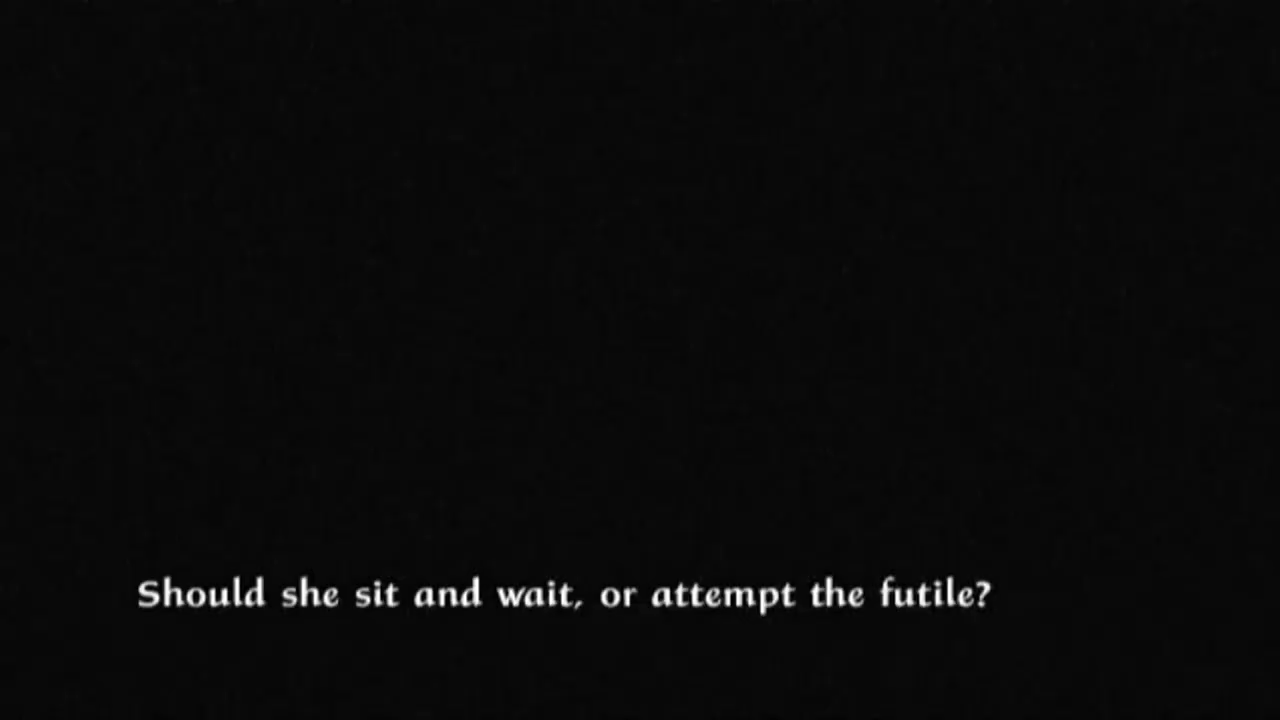 Should she sit and wait, or attempt the futile?